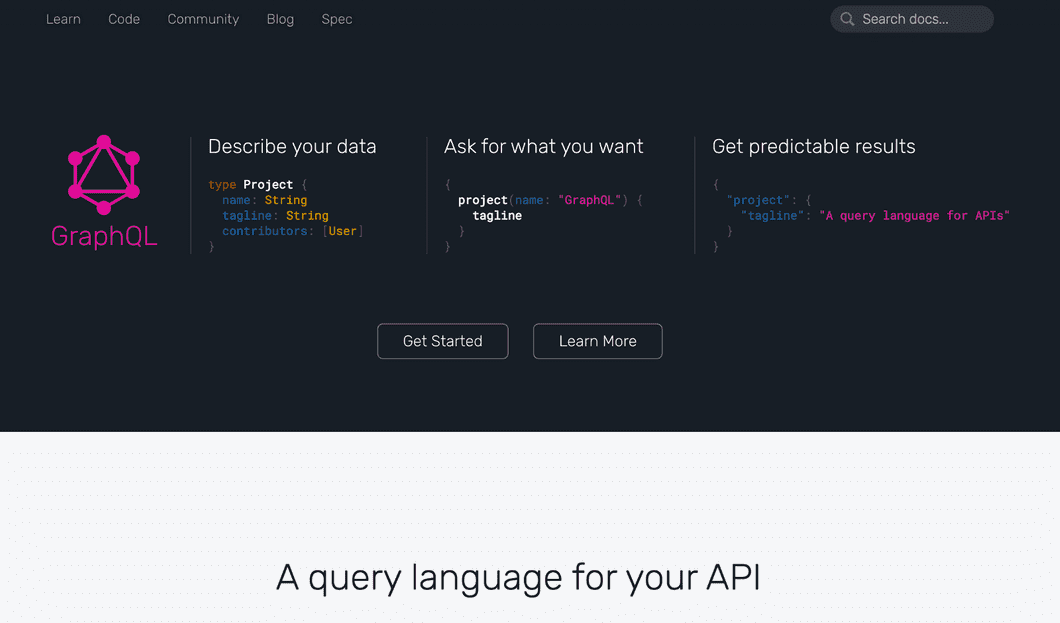 Learn Code Community Blog Spec
Search docs...
GraphQL
Describe your data
type Project {
  name: String
  tagline: String
  contributors: [User]
}
Ask for what you want
{
  project(name: "GraphQL") {
    tagline
  }
}
Get predictable results
{
  "project": {
    "tagline": "A query language for APIs"
  }
}
Get Started
Learn More
A query language for your API